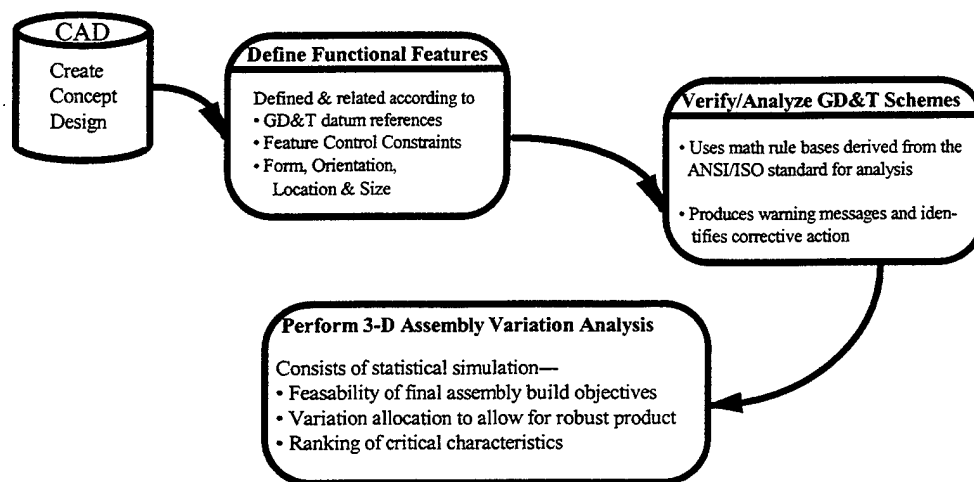 CAD
Create
Concept
Design
Define Functional Features
Defined & related according to
• GD&T datum references
• Feature Control Constraints
• Form, Orientation,
Location & Size
Verify/Analyze GD&T Schemes
• Uses math rule bases derived from the
ANSI/ISO standard for analysis
• Produces warning messages and iden-
tifies corrective action
Perform 3-D Assembly Variation Analysis
Consists of statistical simulation—
• Feasability of final assembly build objectives
• Variation allocation to allow for robust product
• Ranking of critical characteristics